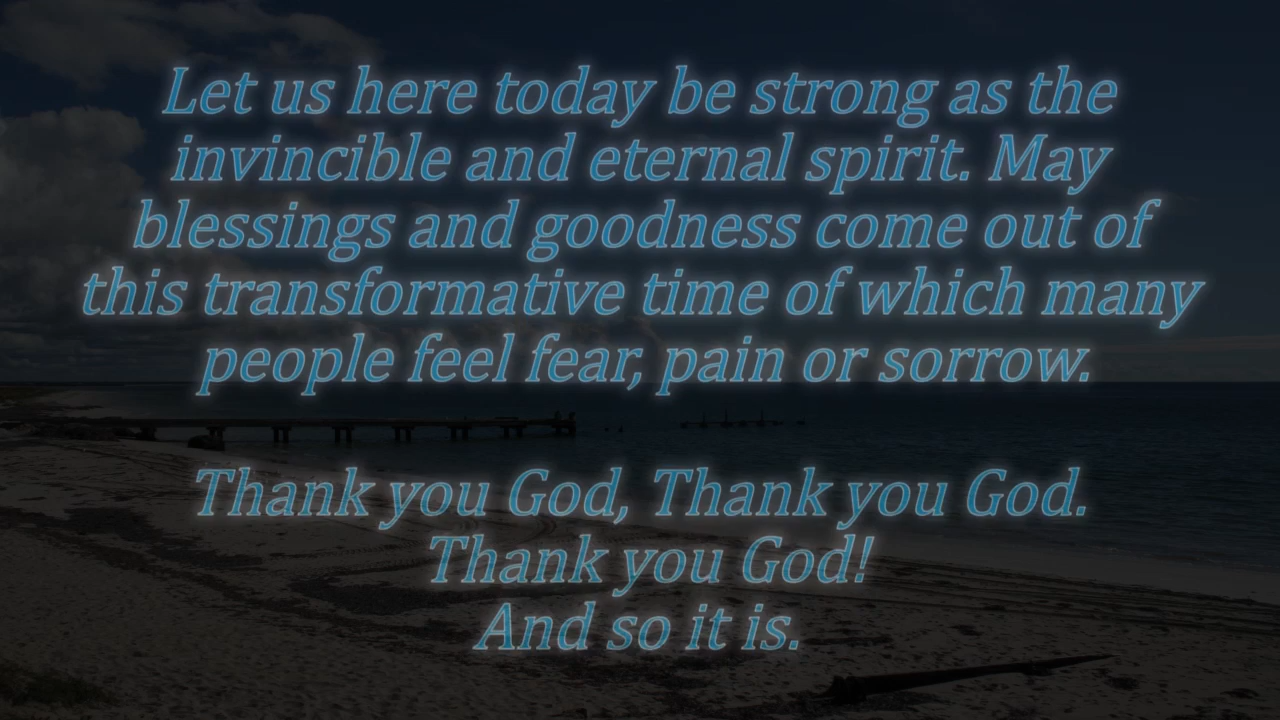 Let us here today be strong as the
invincible and eternal spirit. May
blessings and goodness come out of
this transformative time of which many
people feel fear, pain or sorrow.
Thank you God, Thank you God.
Thank you God!
And so it is.